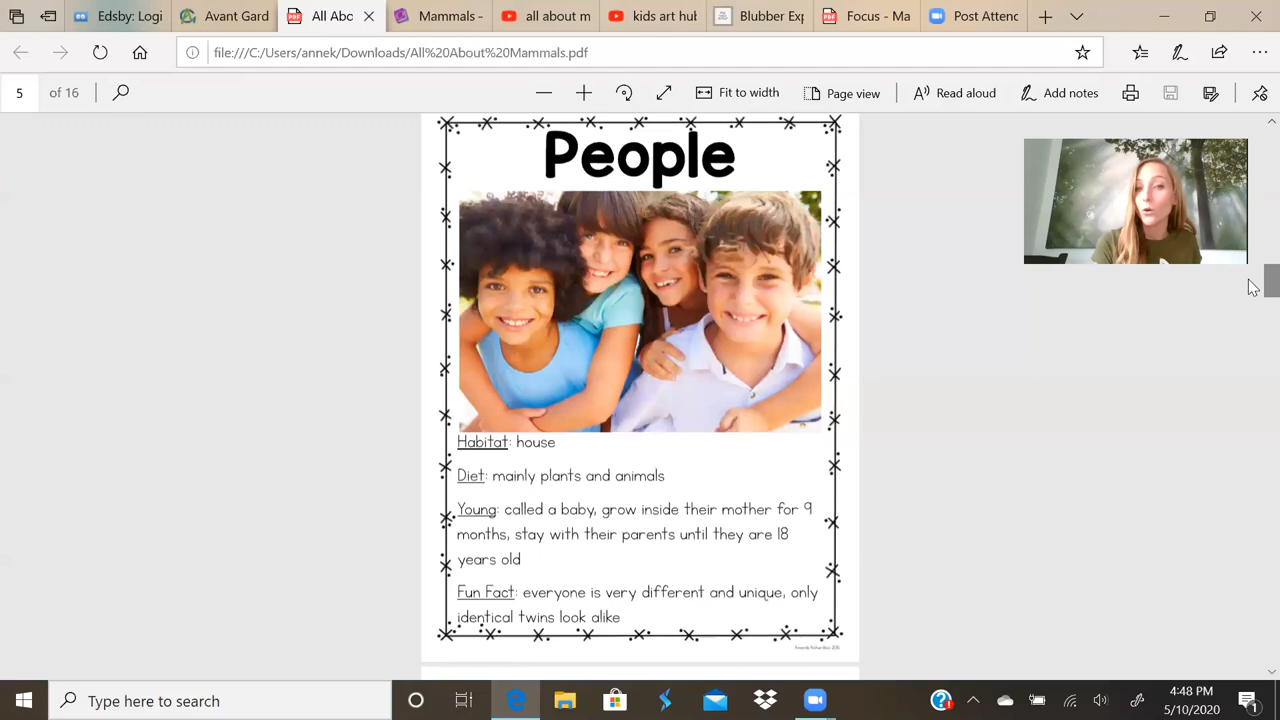 Edsby: Logi
Avant Gard
All Abo
Mammals –
all about m
kids art hub
Blubber Exp
Focus - Ma
Post Attend
file:///C:/Users/annek/Downloads/All%20About%20Mammals.pdf
5 of 16
Fit to width
Page view
Read aloud
Add notes
People
Habitat: house
Diet: mainly plants and animals
Young: called a baby, grow inside their mother for 9
months, stay with their parents until they are 18
years old
Fun Fact: everyone is very different and unique, only
identical twins look alike
Type here to search
4:48 PM
5/10/2020